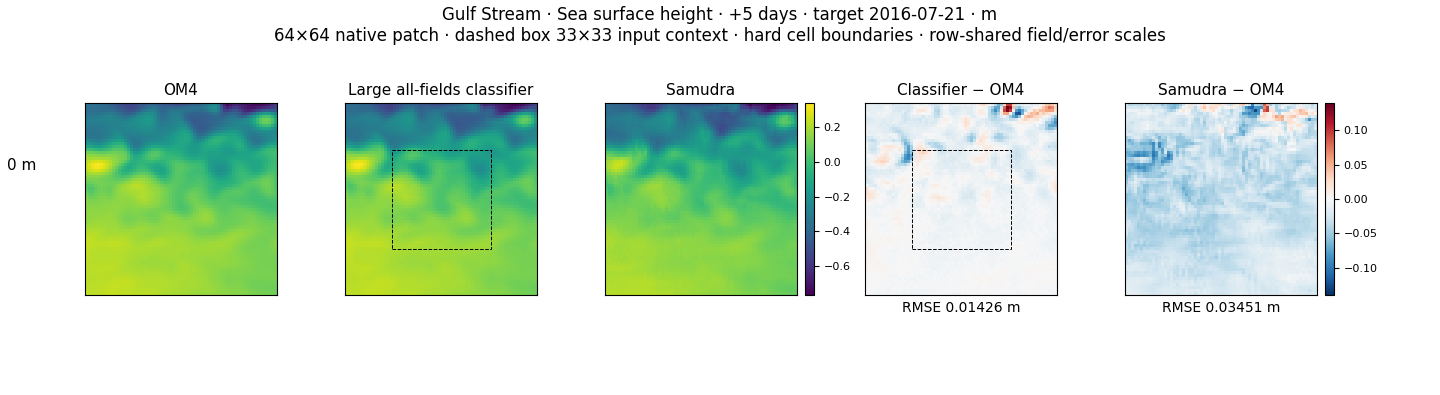 Gulf Stream · Sea surface height · +5 days · target 2016-07-21 · m
64×64 native patch · dashed box 33×33 input context · hard cell boundaries · row-shared field/error scales
OM4
Large all-fields classifier
Samudra
Classifier − OM4
Samudra − OM4
0 m
0.2
0.0
−0.2
−0.4
−0.6
0.10
0.05
0.00
−0.05
−0.10
RMSE 0.01426 m
RMSE 0.03451 m